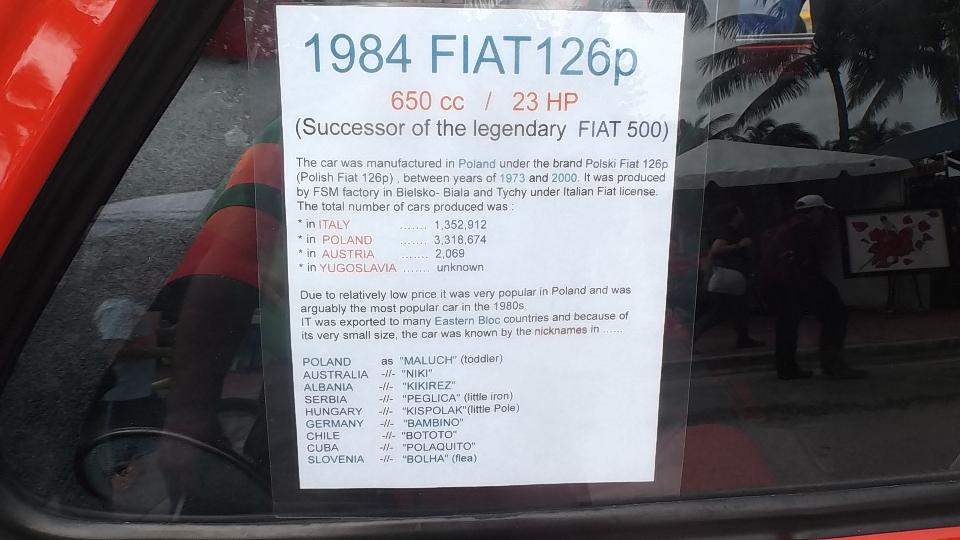 1984 FIAT126p
650 cc / 23 HP
(Successor of the legendary FIAT 500)
The car was manufactured in Poland under the brand Polski Fiat 126p
(Polish Fiat 126p) , between years of 1973 and 2000. It was produced
by FSM factory in Bielsko- Biala and Tychy under Italian Fiat license.
The total number of cars produced was :
* in ITALY ....... 1,352,912
* in POLAND ....... 3,318,674
* in AUSTRIA ....... 2,069
* in YUGOSLAVIA ....... unknown
Due to relatively low price it was very popular in Poland and was
arguably the most popular car in the 1980s.
IT was exported to many Eastern Bloc countries and because of
its very small size, the car was known by the nicknames in ......
POLAND as "MALUCH" (toddler)
AUSTRALIA -//- "NIKI"
ALBANIA -//- "KIKIREZ"
SERBIA -//- "PEGLICA" (little iron)
HUNGARY -//- "KISPOLAK"(little Pole)
GERMANY -//- "BAMBINO"
CHILE -//- "BOTOTO"
CUBA -//- "POLAQUITO"
SLOVENIA -//- "BOLHA" (flea)